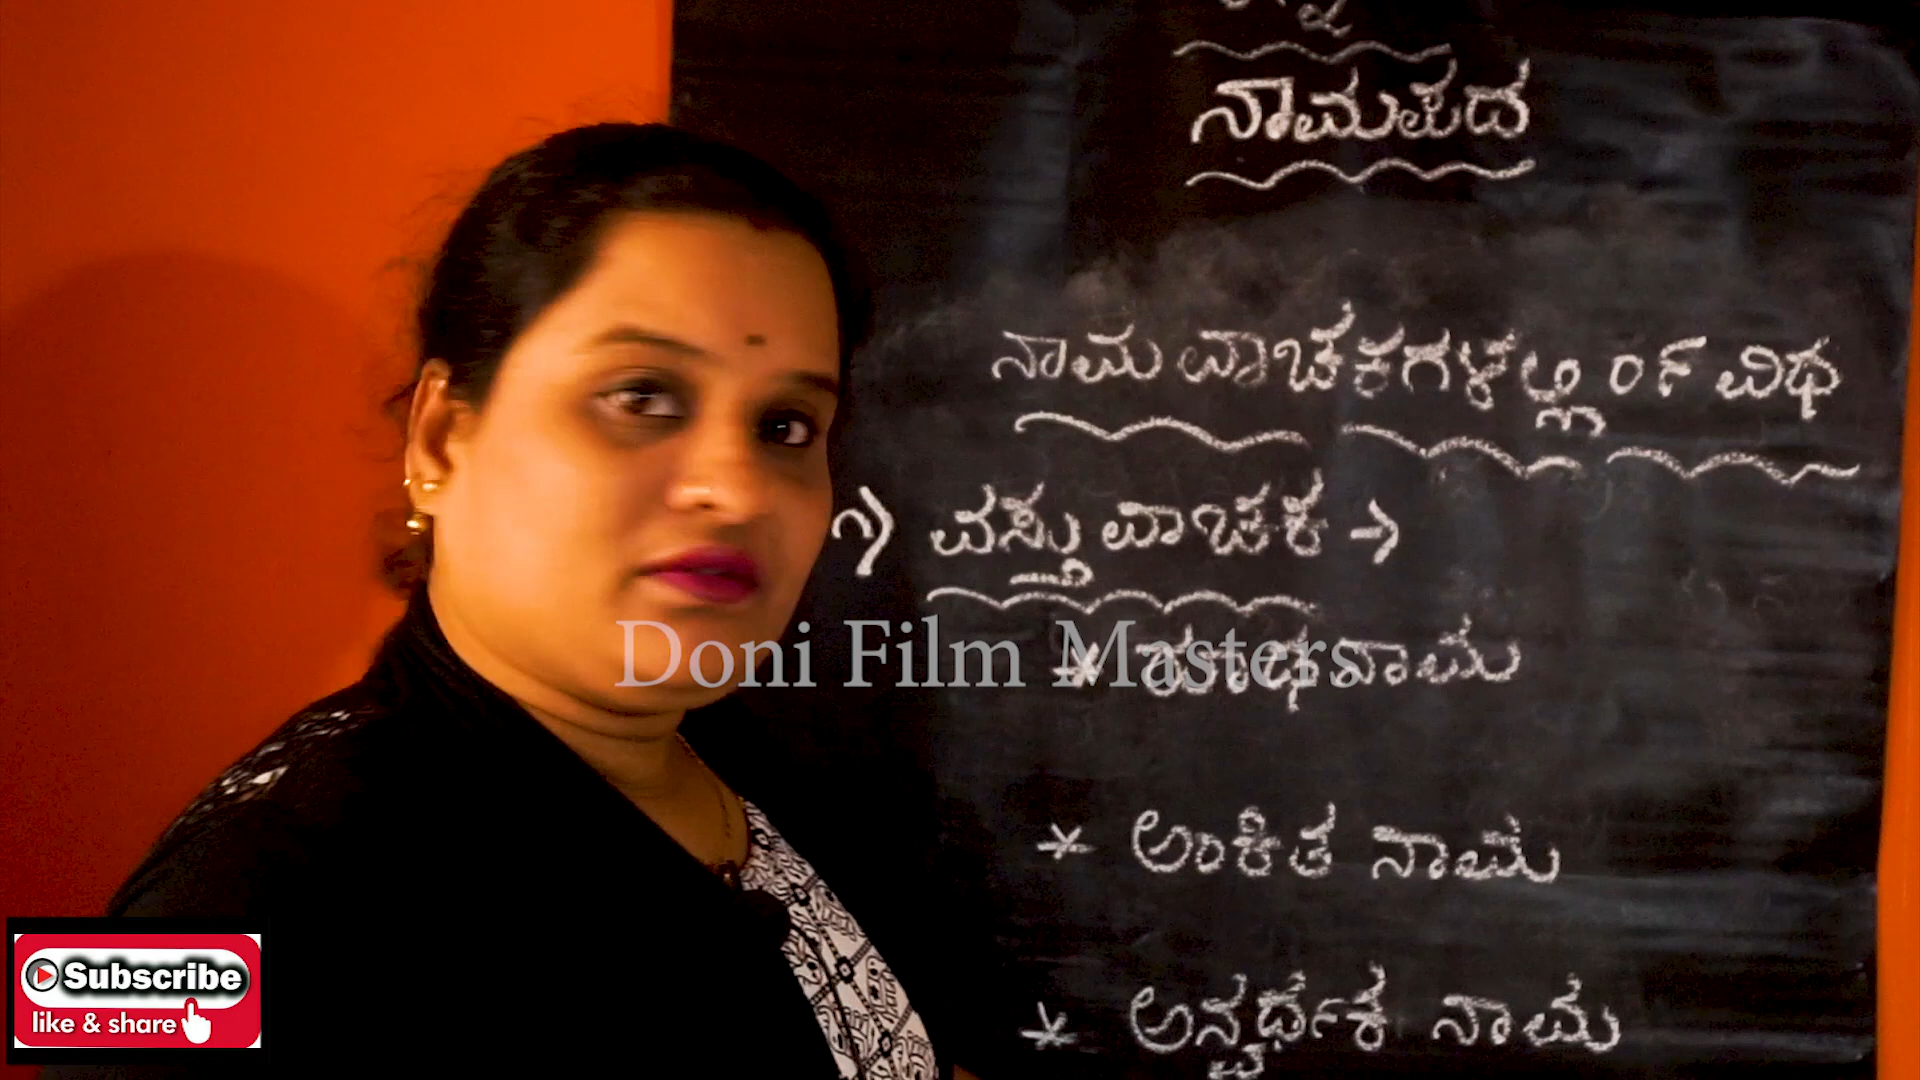 ನಾಮಪದ
ನಾಮ ವಾಚಕಗಳಲ್ಲಿ ೦೯ ವಿಧ
೧) ವಸ್ತು ವಾಚಕ →
Doni Film Masters
* ರೂಢನಾಮ
* ಅಂಕಿತ ನಾಮ
* ಅನ್ವರ್ಥಕ ನಾಮ
Subscribe
like & share